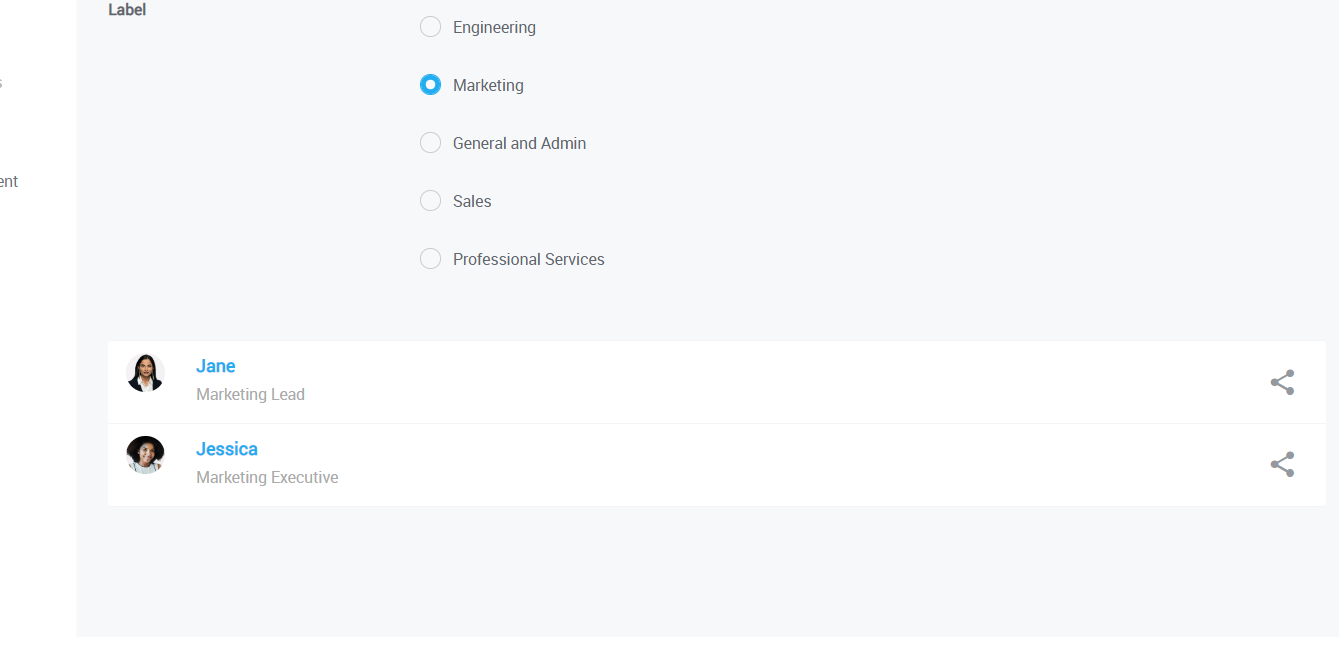 Label
Engineering
s
Marketing
General and Admin
ent
Sales
Professional Services
Jane
Marketing Lead
Jessica
Marketing Executive